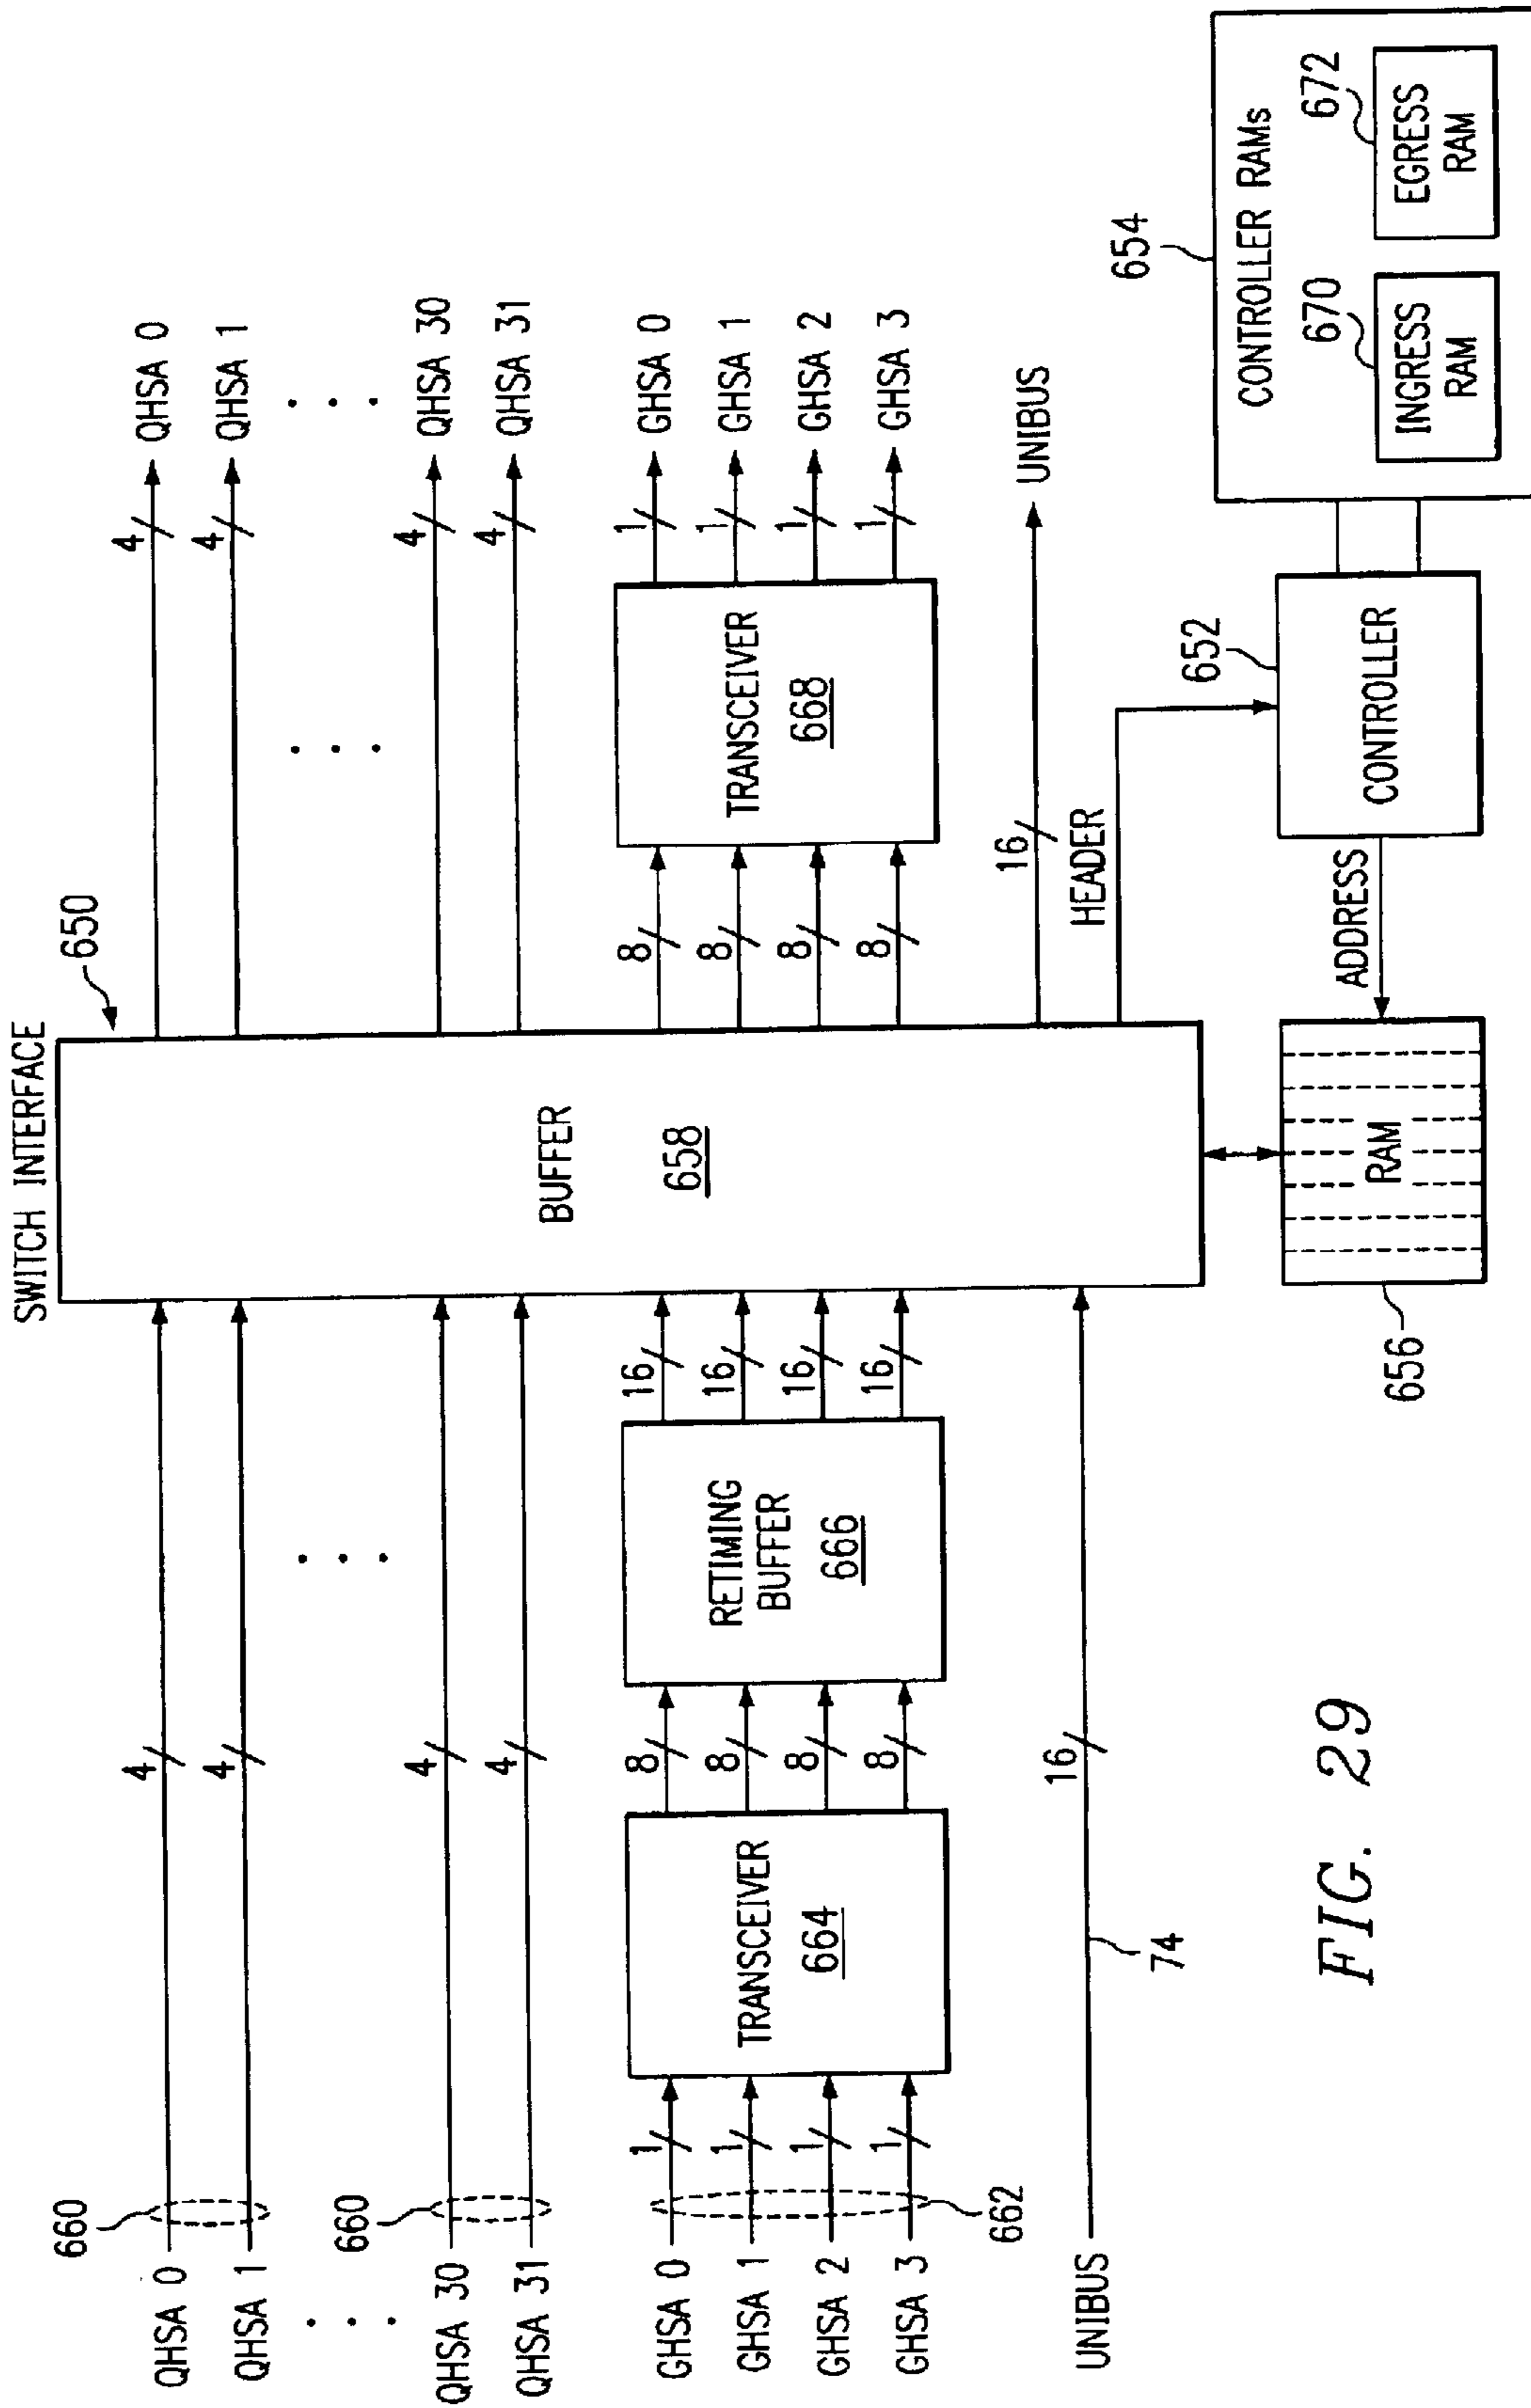 SWITCH INTERFACE
650
660
QHSA 0
4
4
QHSA 0
QHSA 1
4
4
QHSA 1
. . .
. . .
. . .
. . .
660
QHSA 30
4
4
QHSA 30
QHSA 31
4
4
QHSA 31
BUFFER
658
GHSA 0
1
8
16
8
1
GHSA 0
GHSA 1
1
8
16
8
1
GHSA 1
GHSA 2
1
8
16
8
1
GHSA 2
GHSA 3
1
8
16
8
1
GHSA 3
662
TRANSCEIVER
664
RETIMING
BUFFER
666
TRANSCEIVER
668
UNIBUS
16
74
16
UNIBUS
HEADER
RAM
656
ADDRESS
CONTROLLER
652
654
CONTROLLER RAMs
670
INGRESS
RAM
672
EGRESS
RAM
FIG. 29